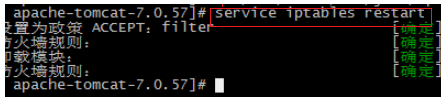 apache-tomcat-7.0.57]# service iptables restart
设置为政策 ACCEPT：filter [确定]
防火墙规则： [确定]
卸载模块： [确定]
防火墙规则： [确定]
apache-tomcat-7.0.57]#